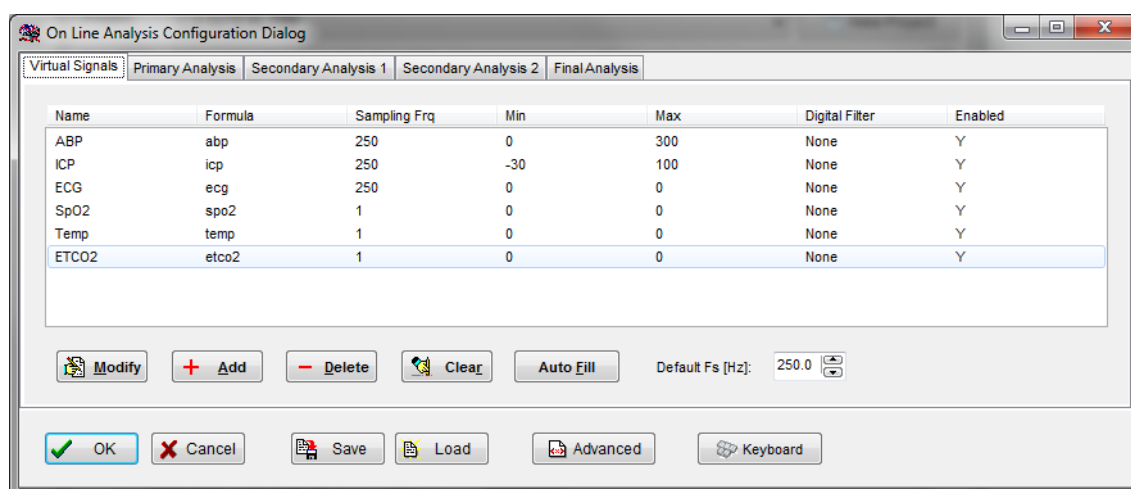 On Line Analysis Configuration Dialog
Virtual Signals Primary Analysis Secondary Analysis 1 Secondary Analysis 2 Final Analysis
Name Formula Sampling Frq Min Max Digital Filter Enabled
ABP abp 250 0 300 None Y
ICP icp 250 -30 100 None Y
ECG ecg 250 0 0 None Y
SpO2 spo2 1 0 0 None Y
Temp temp 1 0 0 None Y
ETCO2 etco2 1 0 0 None Y
Modify Add Delete Clear Auto Fill Default Fs [Hz]: 250.0
OK Cancel Save Load Advanced Keyboard